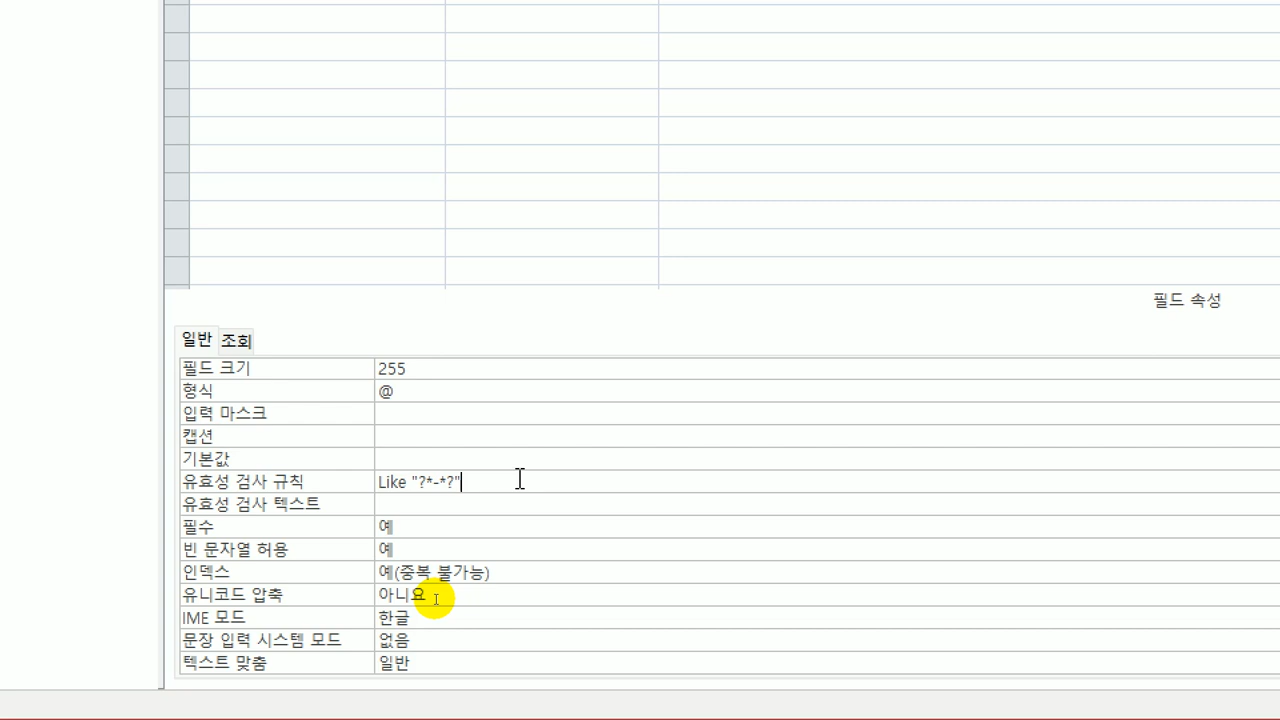 필드 속성
일반 조회
필드 크기 255
형식 @
입력 마스크
캡션
기본값
유효성 검사 규칙 Like "?*-*?"
유효성 검사 텍스트
필수 예
빈 문자열 허용 예
인덱스 예(중복 불가능)
유니코드 압축 아니요
IME 모드 한글
문장 입력 시스템 모드 없음
텍스트 맞춤 일반